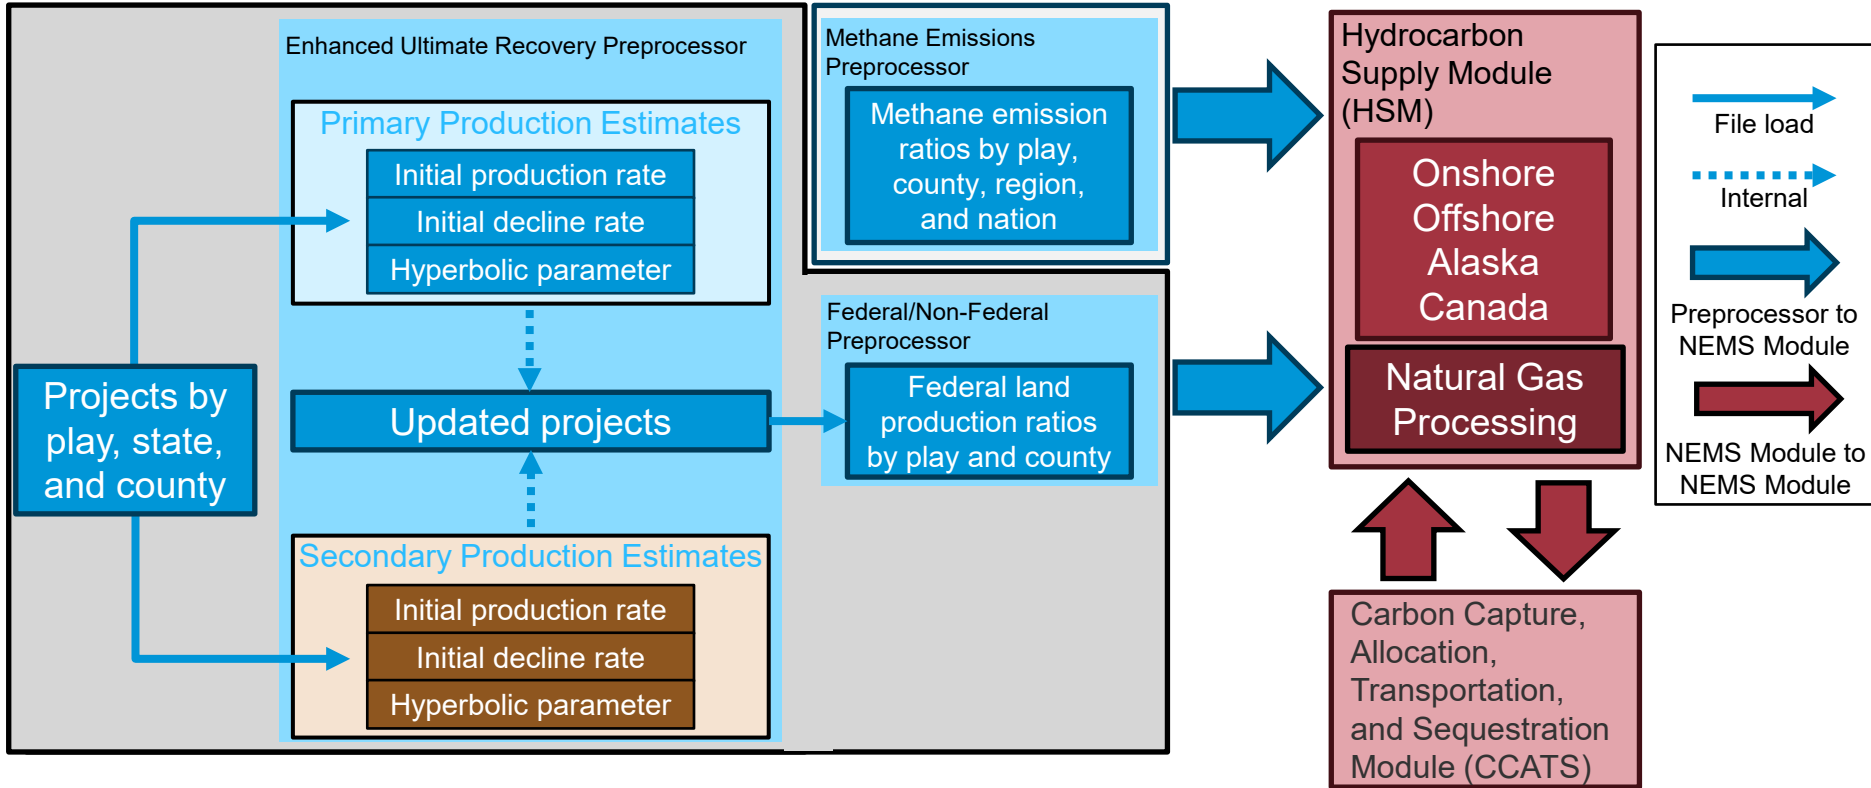 Projects by
play, state,
and county
Enhanced Ultimate Recovery Preprocessor
Primary Production Estimates
Initial production rate
Initial decline rate
Hyperbolic parameter
Updated projects
Secondary Production Estimates
Initial production rate
Initial decline rate
Hyperbolic parameter
Methane Emissions
Preprocessor
Methane emission
ratios by play,
county, region,
and nation
Federal/Non-Federal
Preprocessor
Federal land
production ratios
by play and county
Hydrocarbon
Supply Module
(HSM)
Onshore
Offshore
Alaska
Canada
Natural Gas
Processing
Carbon Capture,
Allocation,
Transportation,
and Sequestration
Module (CCATS)
File load
Internal
Preprocessor to
NEMS Module
NEMS Module to
NEMS Module